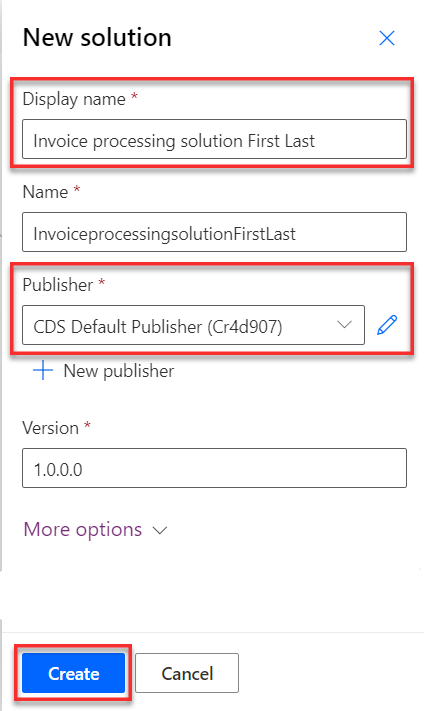 New solution
Display name *
Invoice processing solution First Last
Name *
InvoiceprocessingsolutionFirstLast
Publisher *
CDS Default Publisher (Cr4d907)
New publisher
Version *
1.0.0.0
More options
Create Cancel